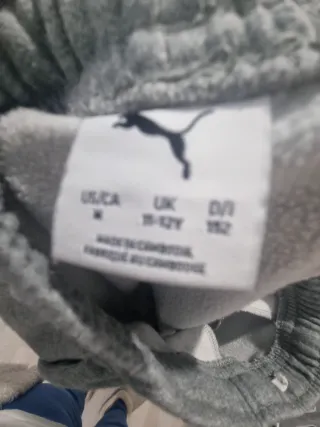 US/CA UK D/I
M 11-12Y 152
MADE IN CAMBODIA
FABRIQUÉ AU CAMBODGE